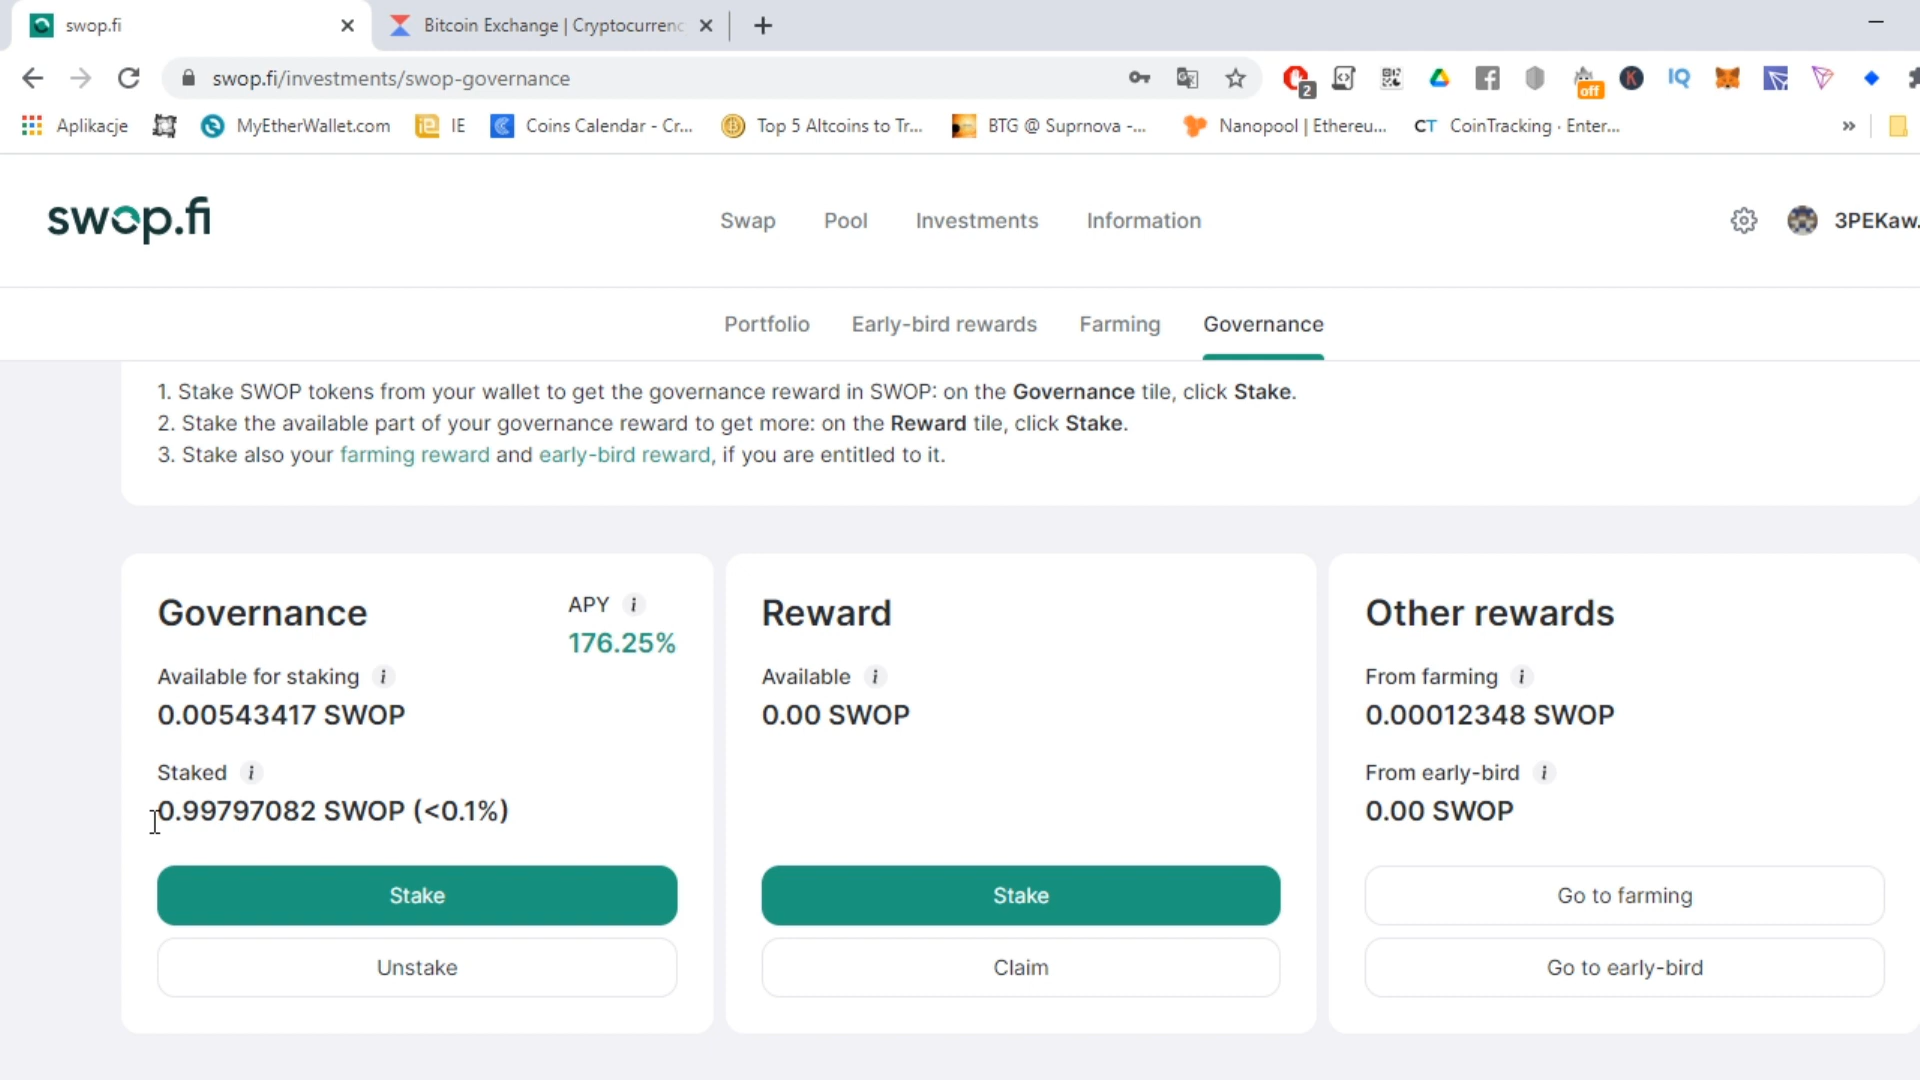 swop.fi
Bitcoin Exchange | Cryptocurrenc
swop.fi/investments/swop-governance
2
off
K
IQ
Aplikacje
MyEtherWallet.com
IE
Coins Calendar - Cr...
Top 5 Altcoins to Tr...
BTG @ Suprnova -...
Nanopool | Ethereu...
CT CoinTracking · Enter...
»
swop.fi
Swap
Pool
Investments
Information
3PEKaw.
Portfolio
Early-bird rewards
Farming
Governance
1. Stake SWOP tokens from your wallet to get the governance reward in SWOP: on the Governance tile, click Stake.
2. Stake the available part of your governance reward to get more: on the Reward tile, click Stake.
3. Stake also your farming reward and early-bird reward, if you are entitled to it.
Governance
APY i
176.25%
Available for staking i
0.00543417 SWOP
Staked i
0.99797082 SWOP (<0.1%)
Stake
Unstake
Reward
Available i
0.00 SWOP
Stake
Claim
Other rewards
From farming i
0.00012348 SWOP
From early-bird i
0.00 SWOP
Go to farming
Go to early-bird